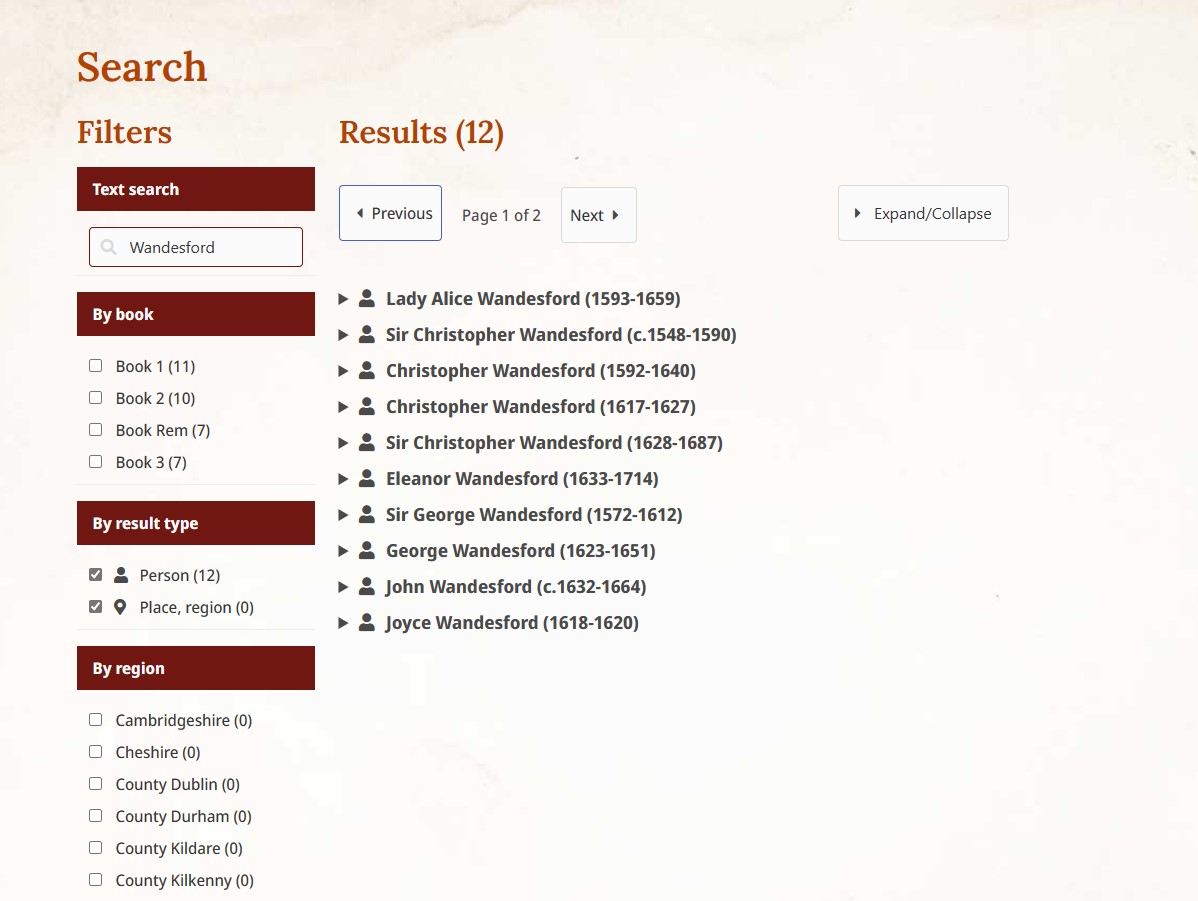 Search
Filters
Text search
Wandesford
By book
Book 1 (11)
Book 2 (10)
Book Rem (7)
Book 3 (7)
By result type
Person (12)
Place, region (0)
By region
Cambridgeshire (0)
Cheshire (0)
County Dublin (0)
County Durham (0)
County Kildare (0)
County Kilkenny (0)
Results (12)
Previous Page 1 of 2 Next Expand/Collapse
Lady Alice Wandesford (1593-1659)
Sir Christopher Wandesford (c.1548-1590)
Christopher Wandesford (1592-1640)
Christopher Wandesford (1617-1627)
Sir Christopher Wandesford (1628-1687)
Eleanor Wandesford (1633-1714)
Sir George Wandesford (1572-1612)
George Wandesford (1623-1651)
John Wandesford (c.1632-1664)
Joyce Wandesford (1618-1620)